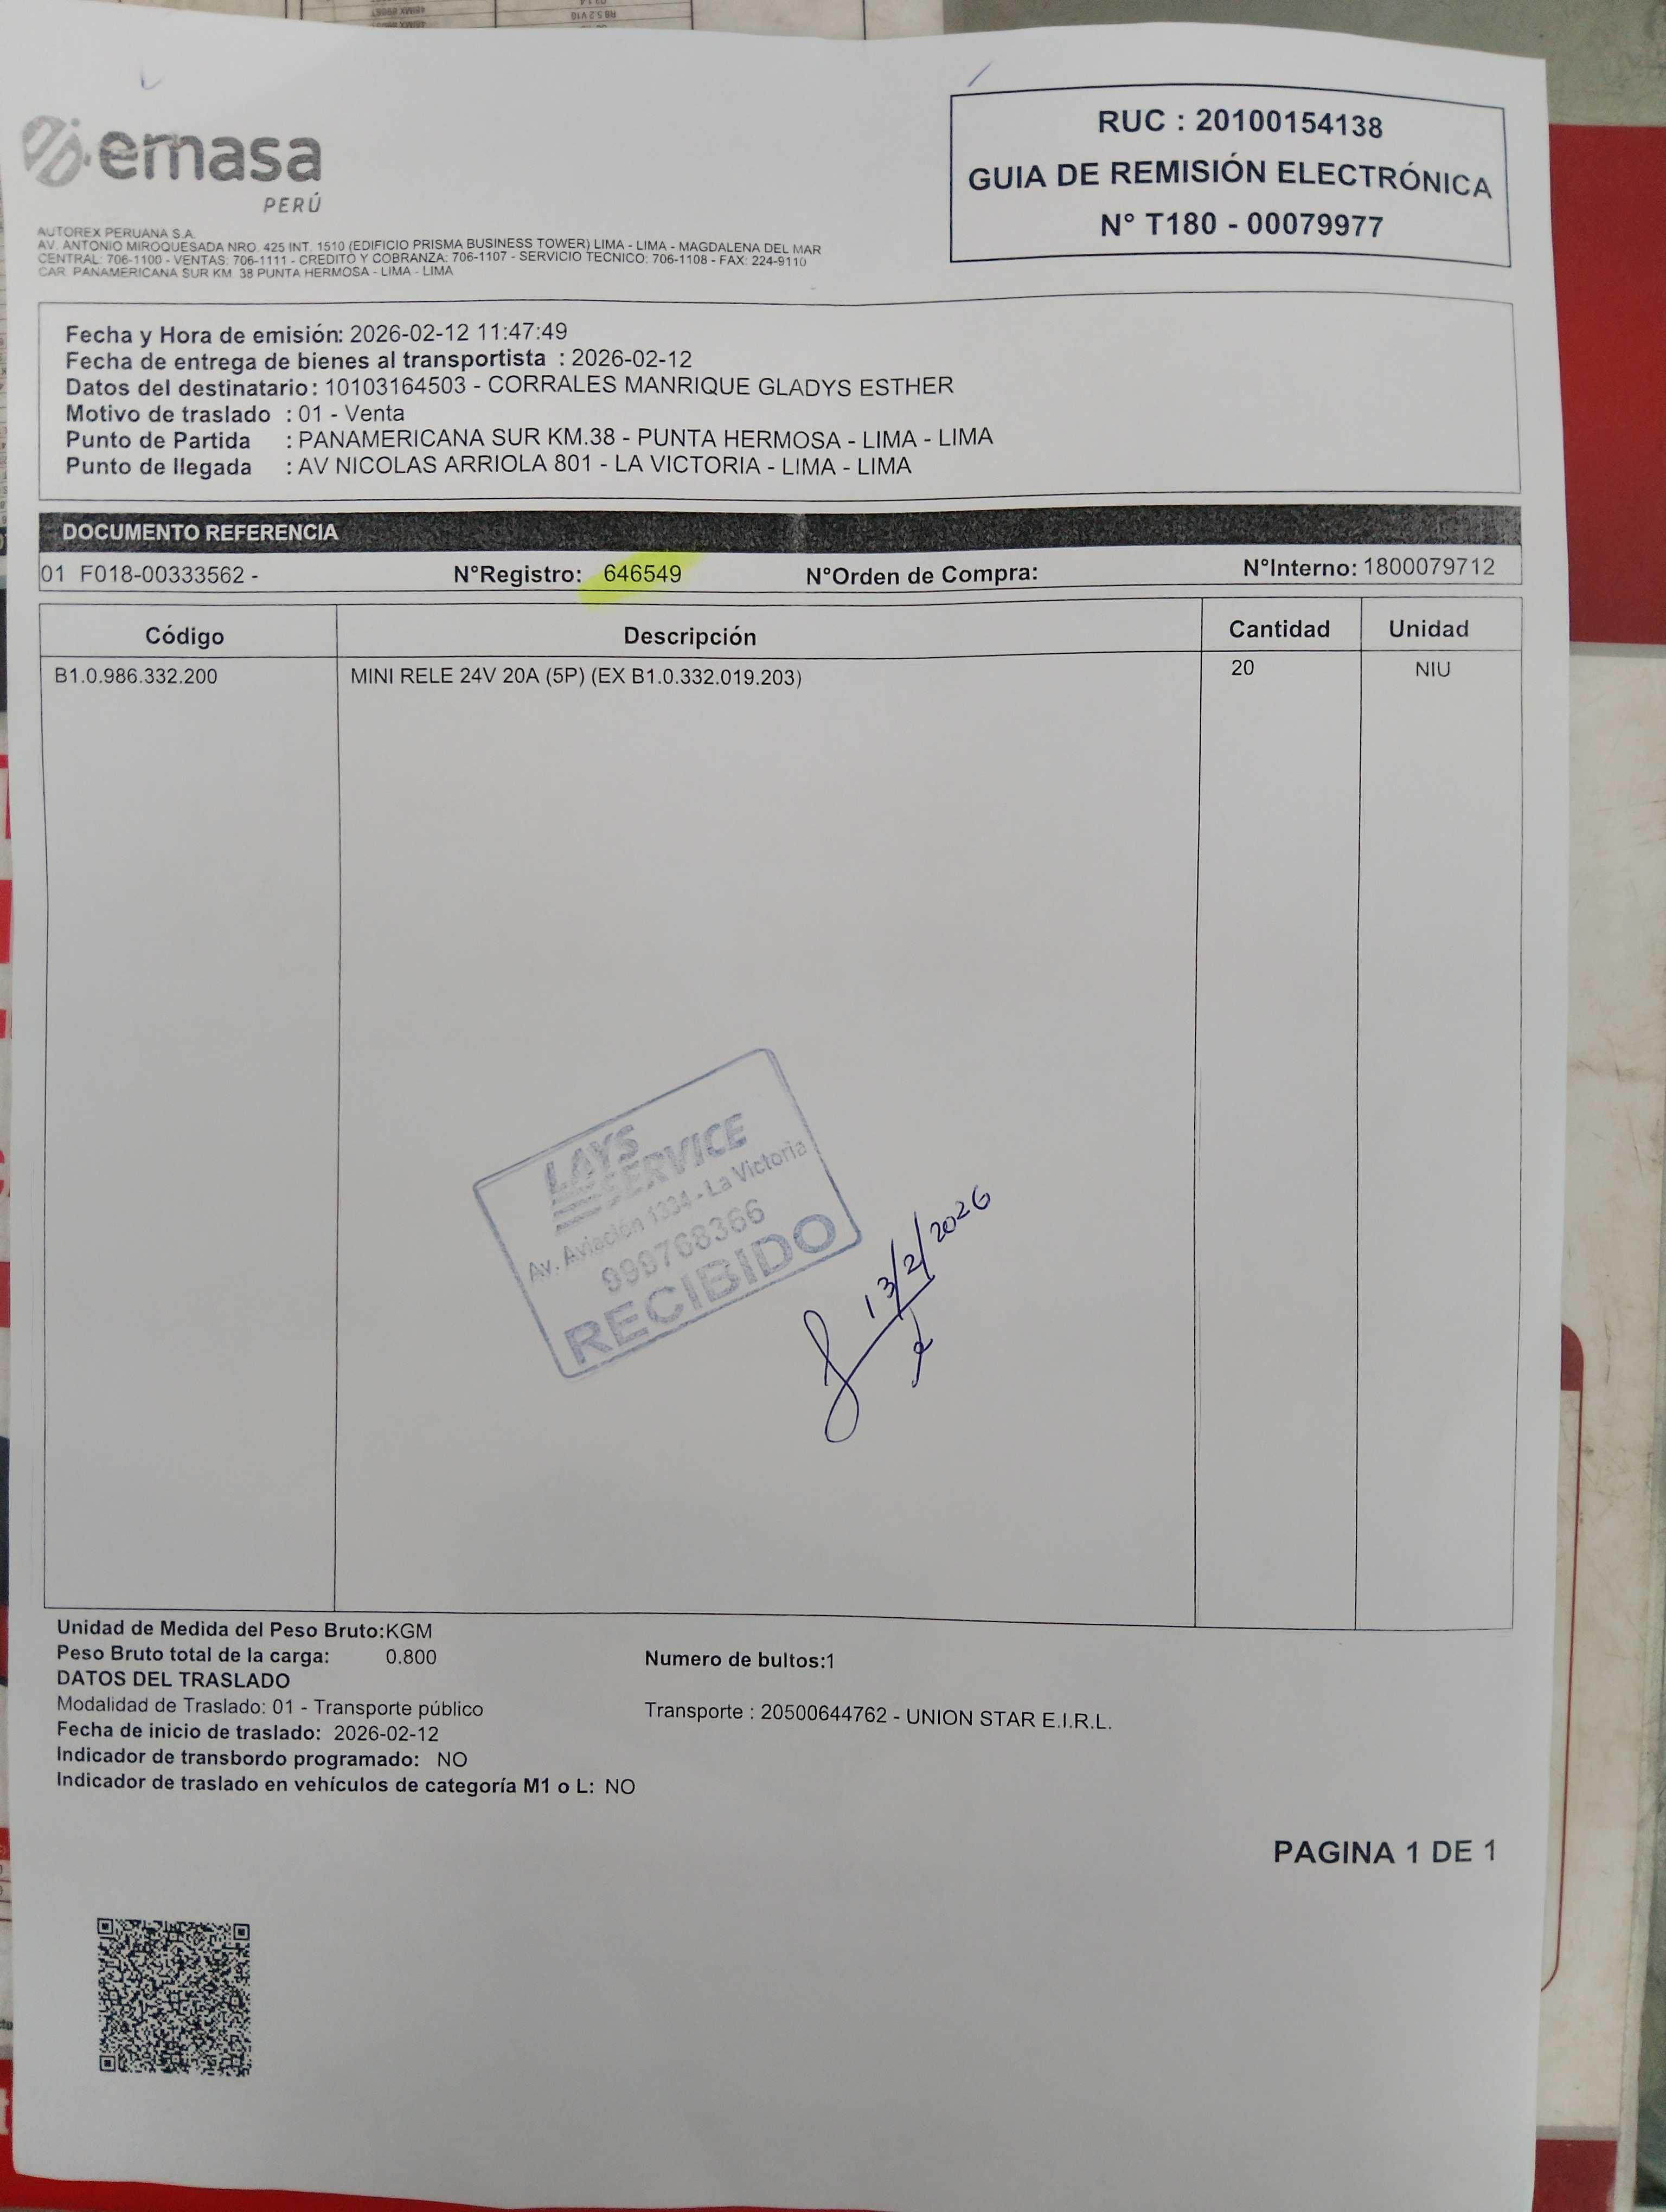 emasa
PERÚ
RUC : 20100154138
GUIA DE REMISIÓN ELECTRÓNICA
N° T180 - 00079977
AUTOREX PERUANA S.A.
AV. ANTONIO MIROQUESADA NRO. 425 INT. 1510 (EDIFICIO PRISMA BUSINESS TOWER) LIMA - LIMA - MAGDALENA DEL MAR
CENTRAL: 706-1100 - VENTAS: 706-1111 - CREDITO Y COBRANZA: 706-1107 - SERVICIO TECNICO: 706-1108 - FAX: 224-9110
CAR. PANAMERICANA SUR KM. 38 PUNTA HERMOSA - LIMA - LIMA
Fecha y Hora de emisión: 2026-02-12 11:47:49
Fecha de entrega de bienes al transportista : 2026-02-12
Datos del destinatario: 10103164503 - CORRALES MANRIQUE GLADYS ESTHER
Motivo de traslado : 01 - Venta
Punto de Partida : PANAMERICANA SUR KM.38 - PUNTA HERMOSA - LIMA - LIMA
Punto de llegada : AV NICOLAS ARRIOLA 801 - LA VICTORIA - LIMA - LIMA
DOCUMENTO REFERENCIA
01 F018-00333562 - N°Registro: 646549 N°Orden de Compra: N°Interno: 1800079712
Código Descripción Cantidad Unidad
B1.0.986.332.200 MINI RELE 24V 20A (5P) (EX B1.0.332.019.203) 20 NIU
LAYS
SERVICE
Av. Aviación 1334 - La Victoria
999768366
RECIBIDO
13/2/2026
Unidad de Medida del Peso Bruto:KGM
Peso Bruto total de la carga: 0.800 Numero de bultos:1
DATOS DEL TRASLADO
Modalidad de Traslado: 01 - Transporte público Transporte : 20500644762 - UNION STAR E.I.R.L.
Fecha de inicio de traslado: 2026-02-12
Indicador de transbordo programado: NO
Indicador de traslado en vehículos de categoría M1 o L: NO
PAGINA 1 DE 1